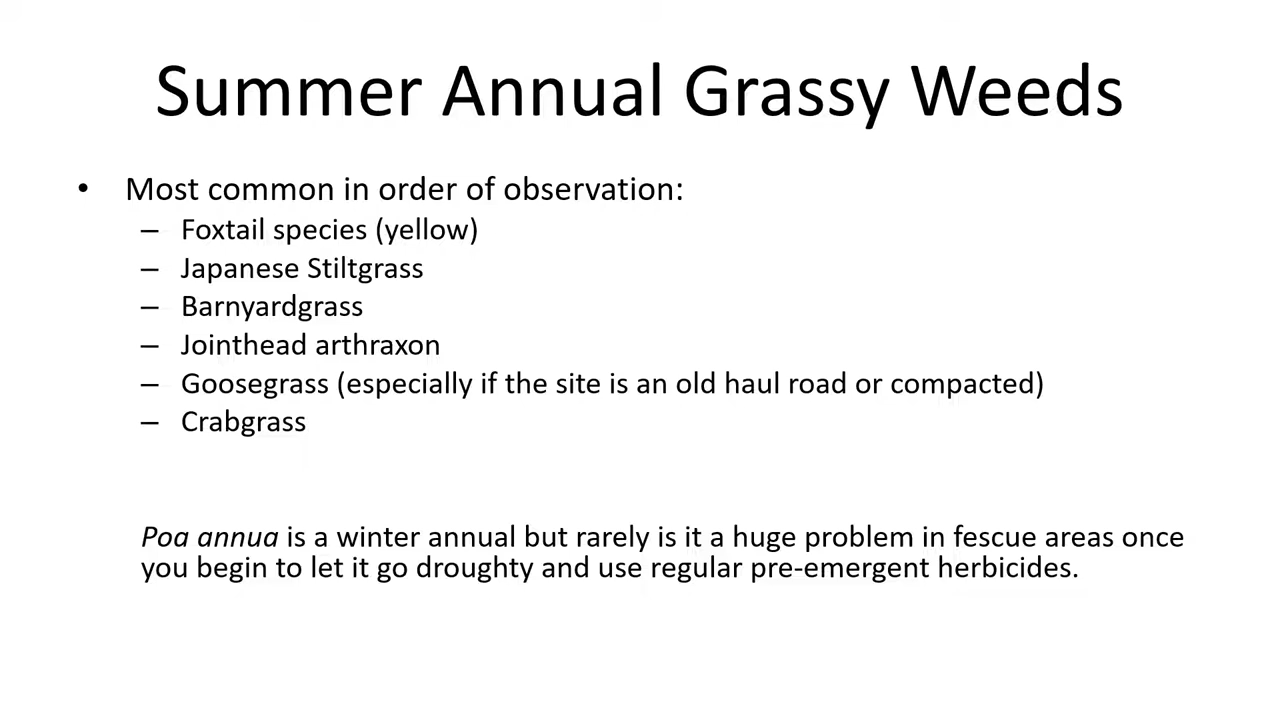 Summer Annual Grassy Weeds
• Most common in order of observation:
– Foxtail species (yellow)
– Japanese Stiltgrass
– Barnyardgrass
– Jointhead arthraxon
– Goosegrass (especially if the site is an old haul road or compacted)
– Crabgrass
Poa annua is a winter annual but rarely is it a huge problem in fescue areas once
you begin to let it go droughty and use regular pre-emergent herbicides.